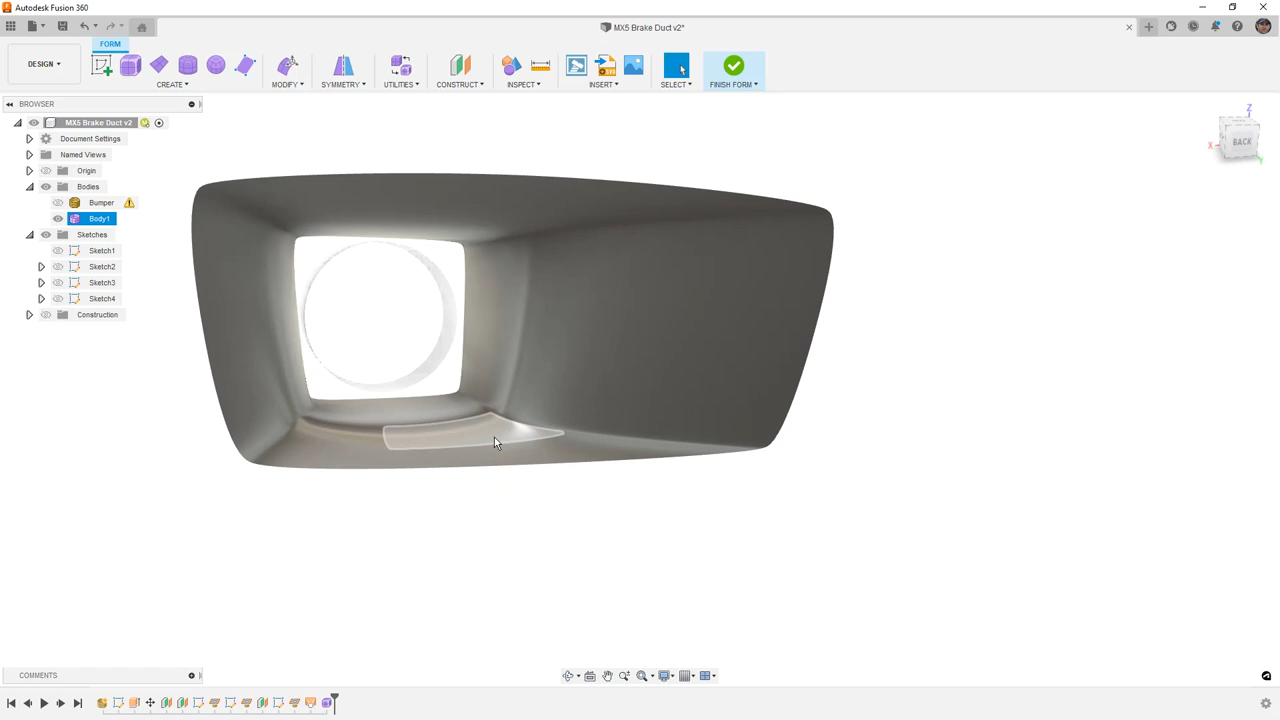 Autodesk Fusion 360
MX5 Brake Duct v2*
FORM
DESIGN
CREATE
MODIFY
SYMMETRY
UTILITIES
CONSTRUCT
INSPECT
INSERT
SELECT
FINISH FORM
BROWSER
MX5 Brake Duct v2
Document Settings
Named Views
Origin
Bodies
Bumper
Body1
Sketches
Sketch1
Sketch2
Sketch3
Sketch4
Construction
Z
BACK
X
Y
COMMENTS